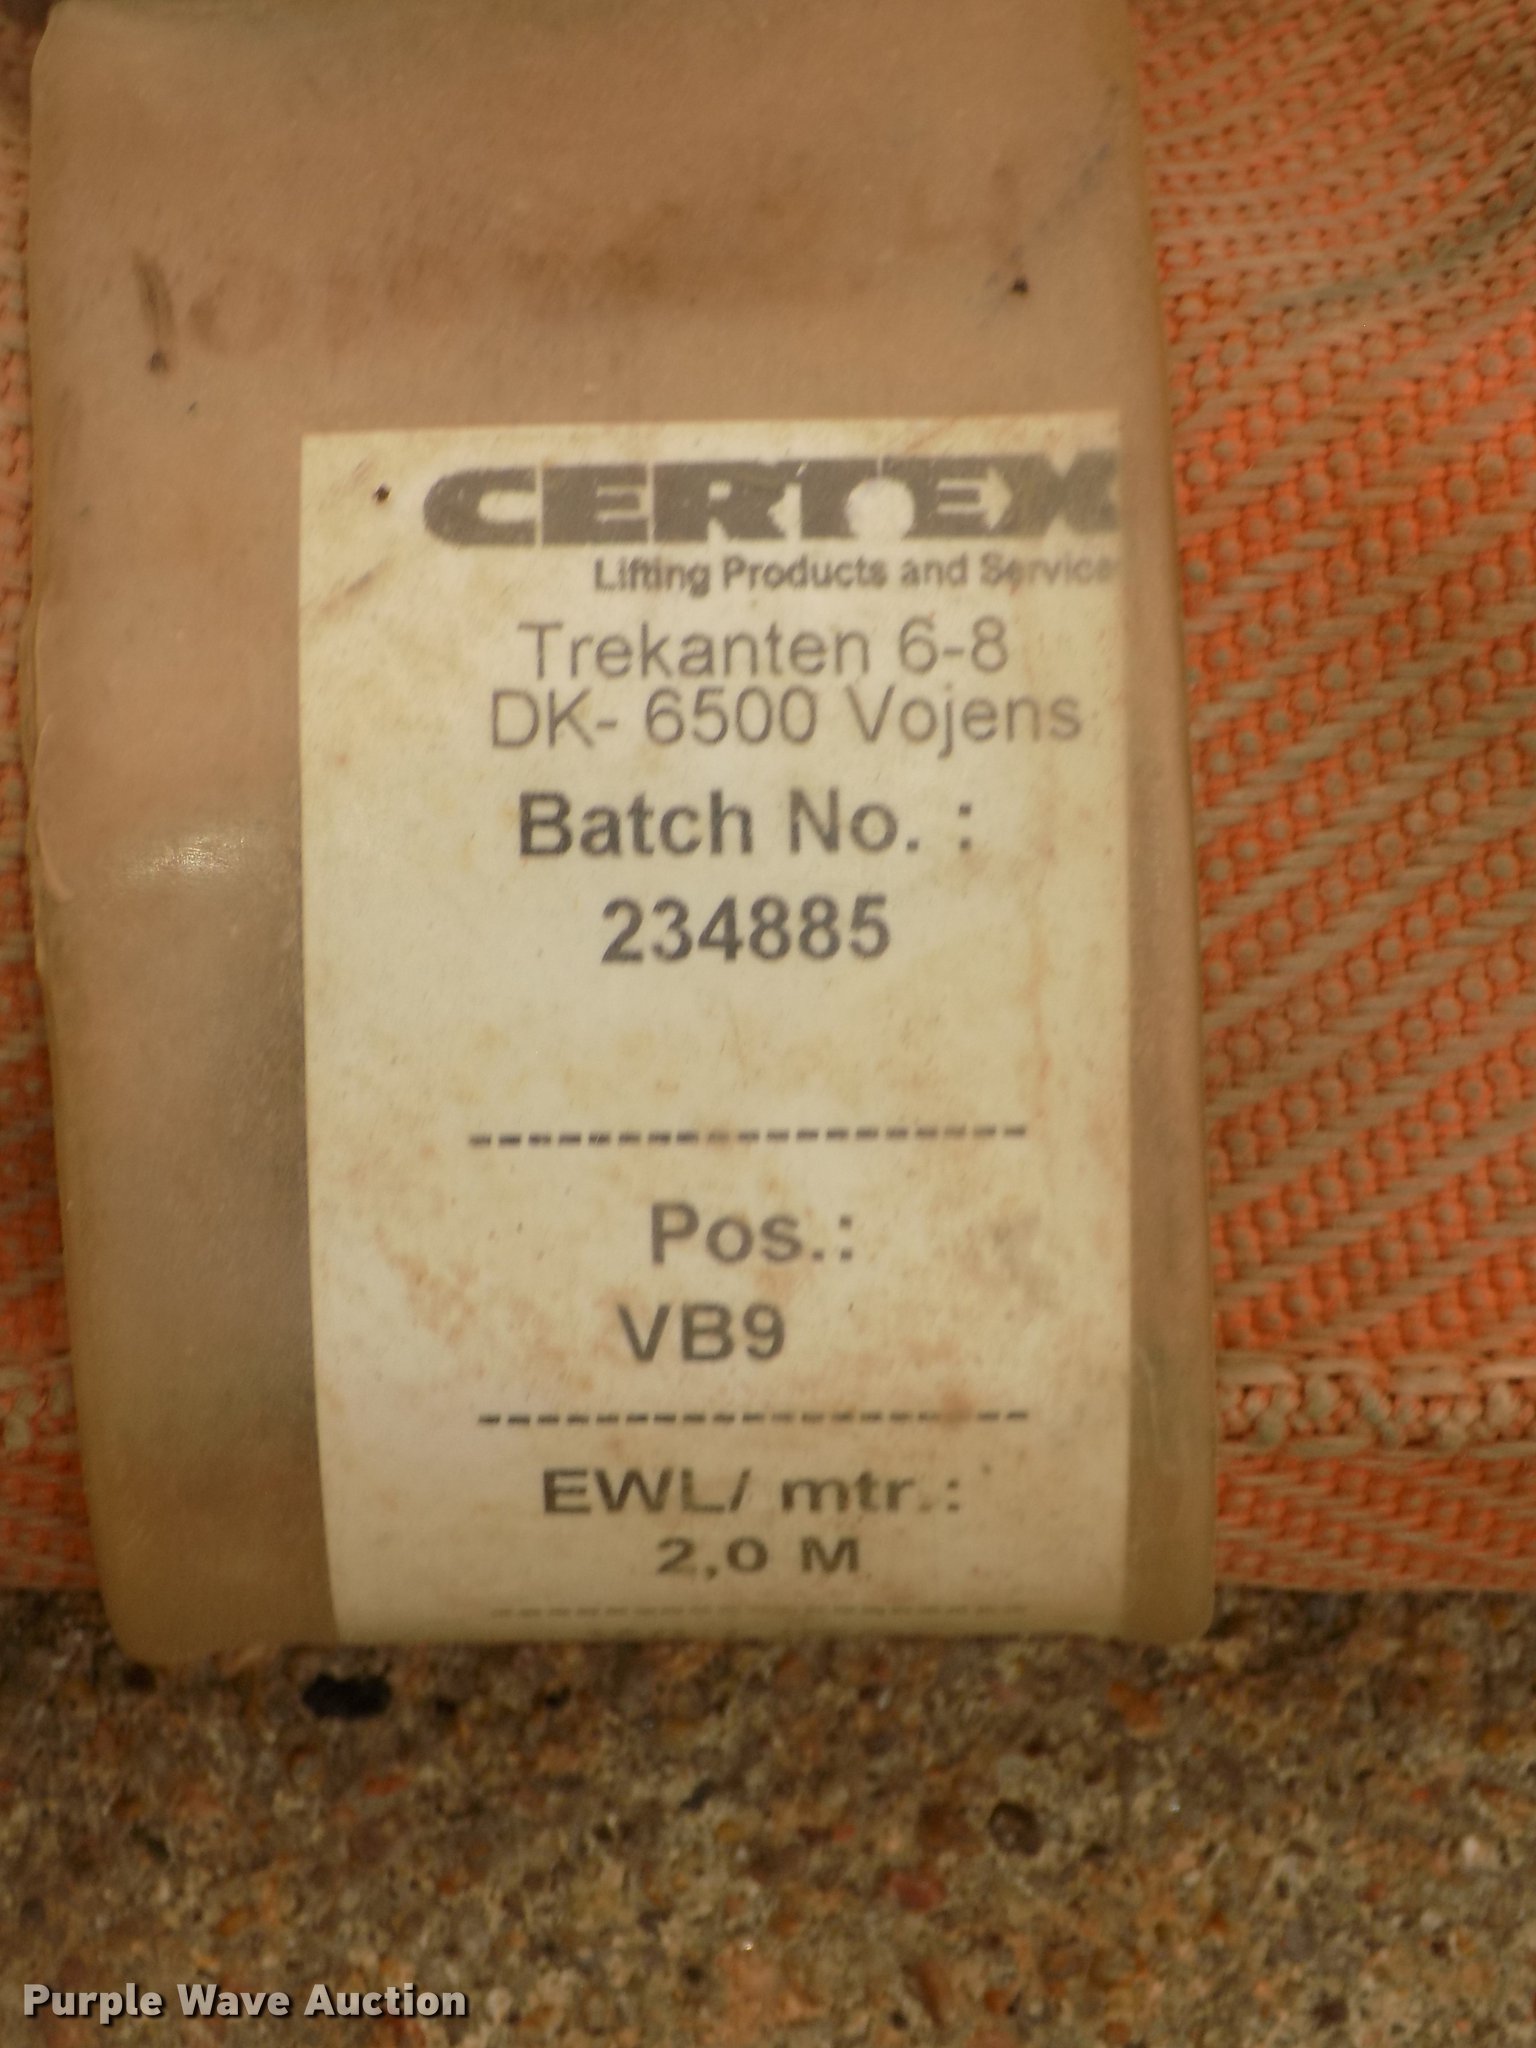 CERTEX
Lifting Products and Service
Trekanten 6-8
DK- 6500 Vojens
Batch No. :
234885
--------------------
Pos.:
VB9
--------------------
EWL/ mtr.:
2,0 M
--------------------
Purple Wave Auction